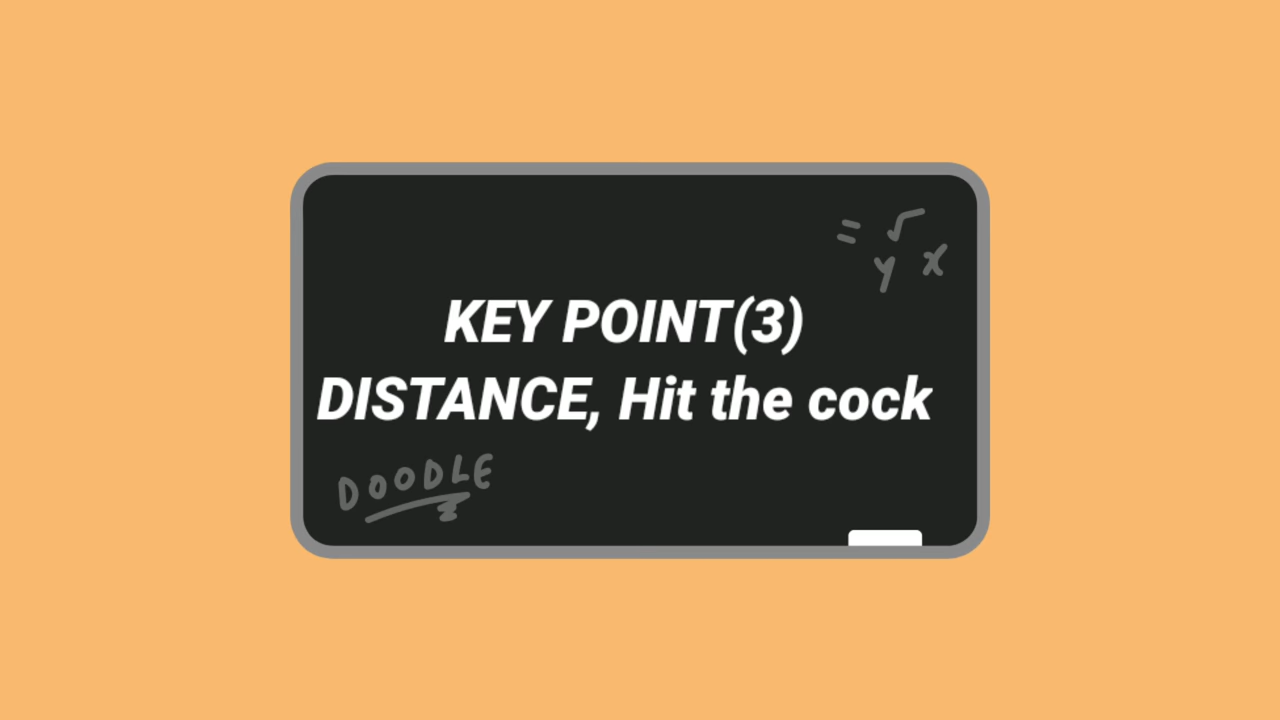 = √
y x
KEY POINT(3)
DISTANCE, Hit the cock
DOODLE